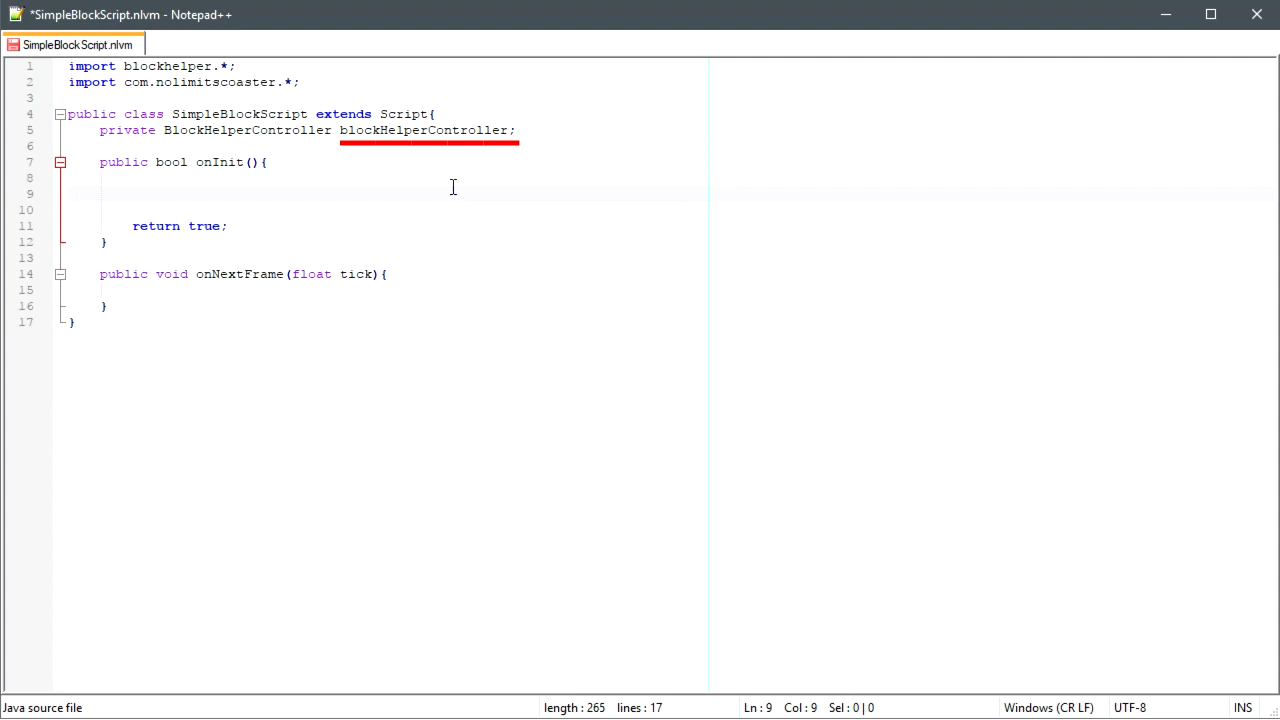 *SimpleBlockScript.nlvm - Notepad++
SimpleBlockScript.nlvm
1 import blockhelper.*;
2 import com.nolimitscoaster.*;
3
4 public class SimpleBlockScript extends Script{
5 private BlockHelperController blockHelperController;
6
7 public bool onInit(){
8
9
10
11 return true;
12 }
13
14 public void onNextFrame(float tick){
15
16 }
17 }
Java source file length : 265 lines : 17 Ln : 9 Col : 9 Sel : 0 | 0 Windows (CR LF) UTF-8 INS